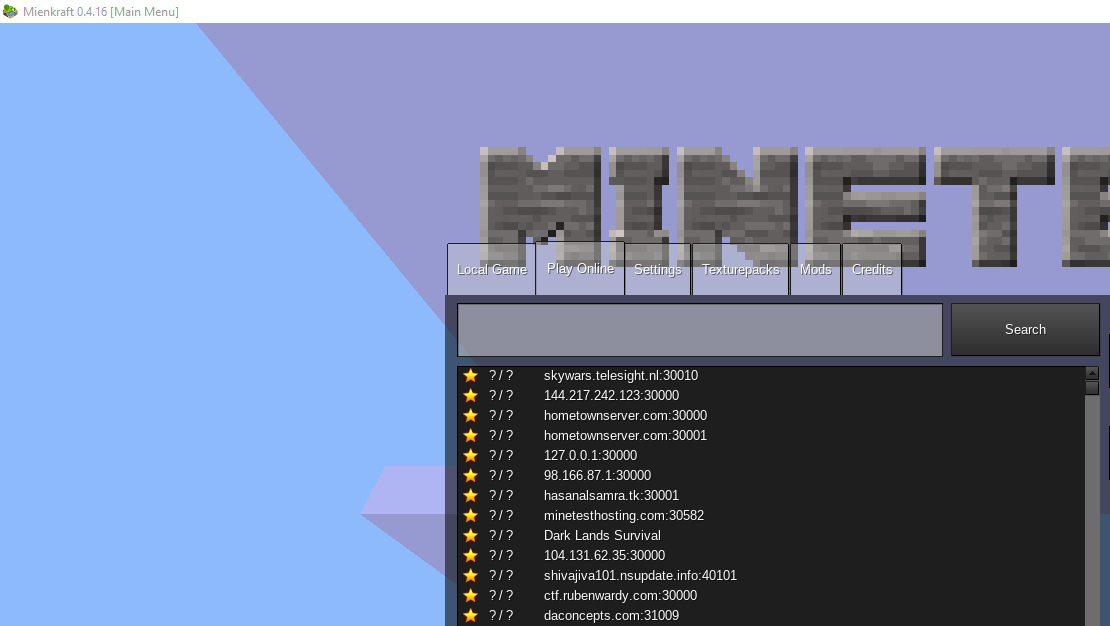 Mienkraft 0.4.16 [Main Menu]
MINETE
Local Game Play Online Settings Texturepacks Mods Credits
Search
? / ? skywars.telesight.nl:30010
? / ? 144.217.242.123:30000
? / ? hometownserver.com:30000
? / ? hometownserver.com:30001
? / ? 127.0.0.1:30000
? / ? 98.166.87.1:30000
? / ? hasanalsamra.tk:30001
? / ? minetesthosting.com:30582
? / ? Dark Lands Survival
? / ? 104.131.62.35:30000
? / ? shivajiva101.nsupdate.info:40101
? / ? ctf.rubenwardy.com:30000
? / ? daconcepts.com:31009